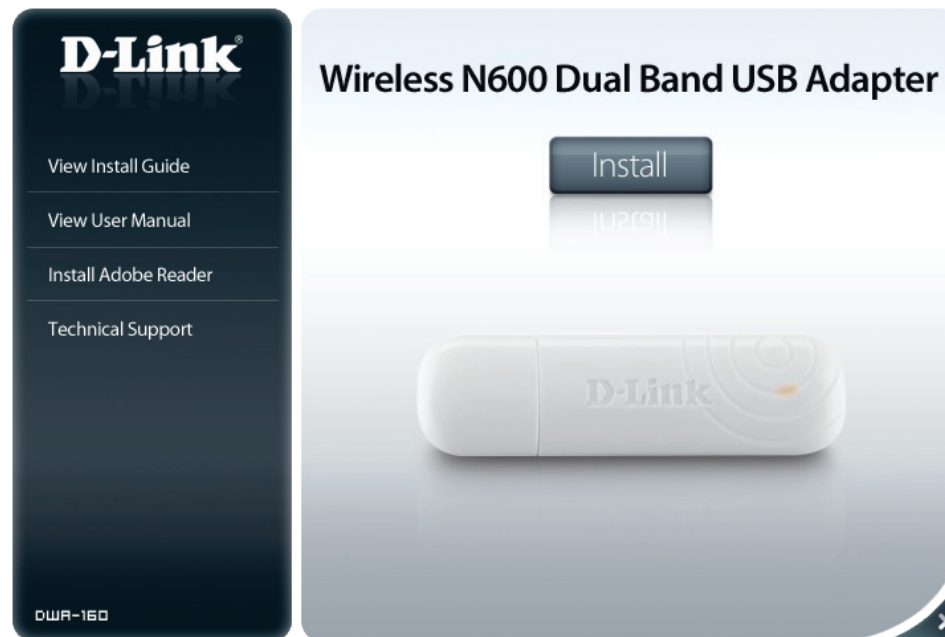 D-Link®
View Install Guide
View User Manual
Install Adobe Reader
Technical Support
DWA-160
Wireless N600 Dual Band USB Adapter
Install
D-Link